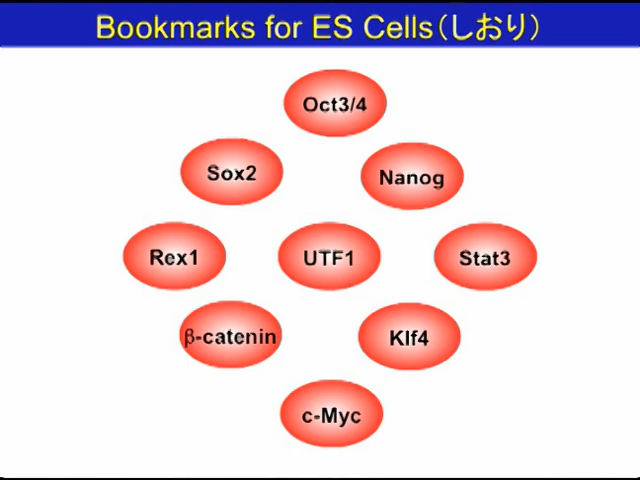 Bookmarks for ES Cells(しおり)
Oct3/4
Sox2
Nanog
Rex1
UTF1
Stat3
β-catenin
Klf4
c-Myc